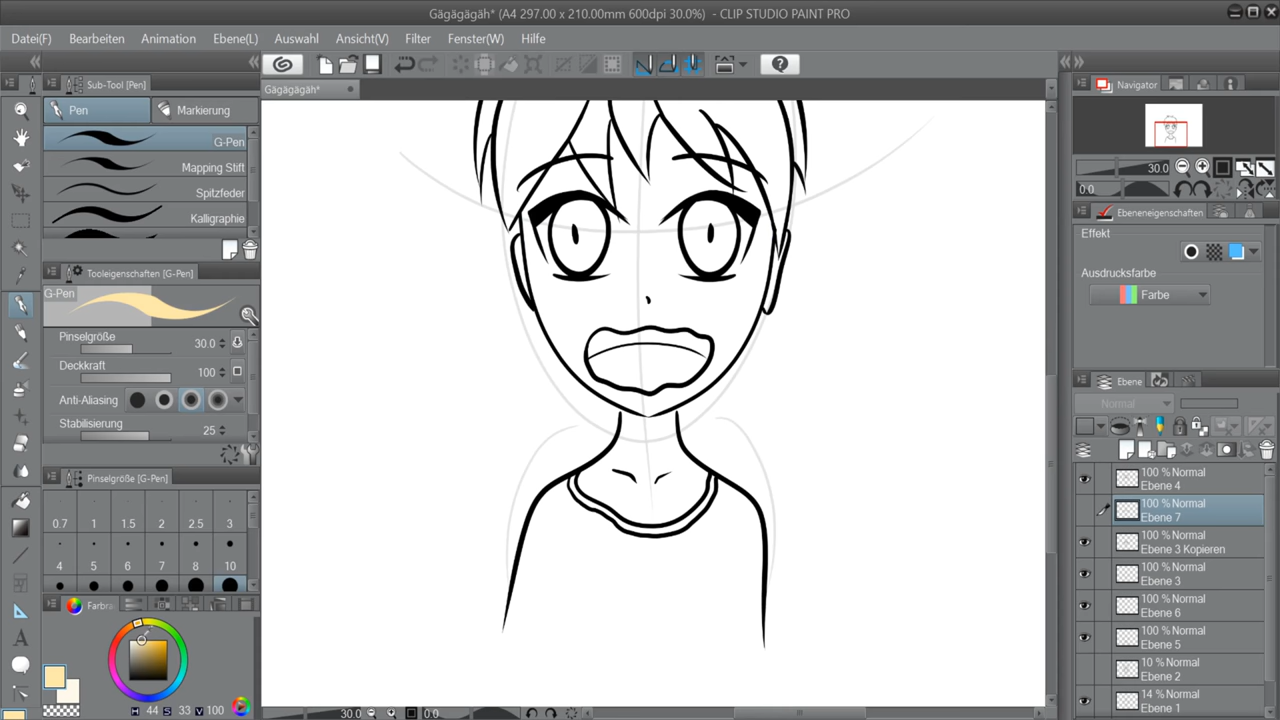 Gägägägäh* (A4 297.00 x 210.00mm 600dpi 30.0%)  - CLIP STUDIO PAINT PRO
Datei(F) Bearbeiten Animation Ebene(L) Auswahl Ansicht(V) Filter Fenster(W) Hilfe
Gägägägäh*
Sub-Tool [Pen]
Pen Markierung
G-Pen
Mapping Stift
Spitzfeder
Kalligraphie
Tooleigenschaften [G-Pen]
G-Pen
Pinselgröße 30.0
Deckkraft 100
Anti-Aliasing
Stabilisierung 25
Pinselgröße [G-Pen]
0.7 1 1.5 2 2.5 3
4 5 6 7 8 10
Farbra
H 44 S 33 V 100
30.0 0.0
Navigator
30.0
0.0
Ebeneneigenschaften
Effekt
Ausdrucksfarbe
Farbe
Ebene
Normal
100 % Normal
Ebene 4
100 % Normal
Ebene 7
100 % Normal
Ebene 3 Kopieren
100 % Normal
Ebene 3
100 % Normal
Ebene 6
100 % Normal
Ebene 5
10 % Normal
Ebene 2
14 % Normal
Ebene 1